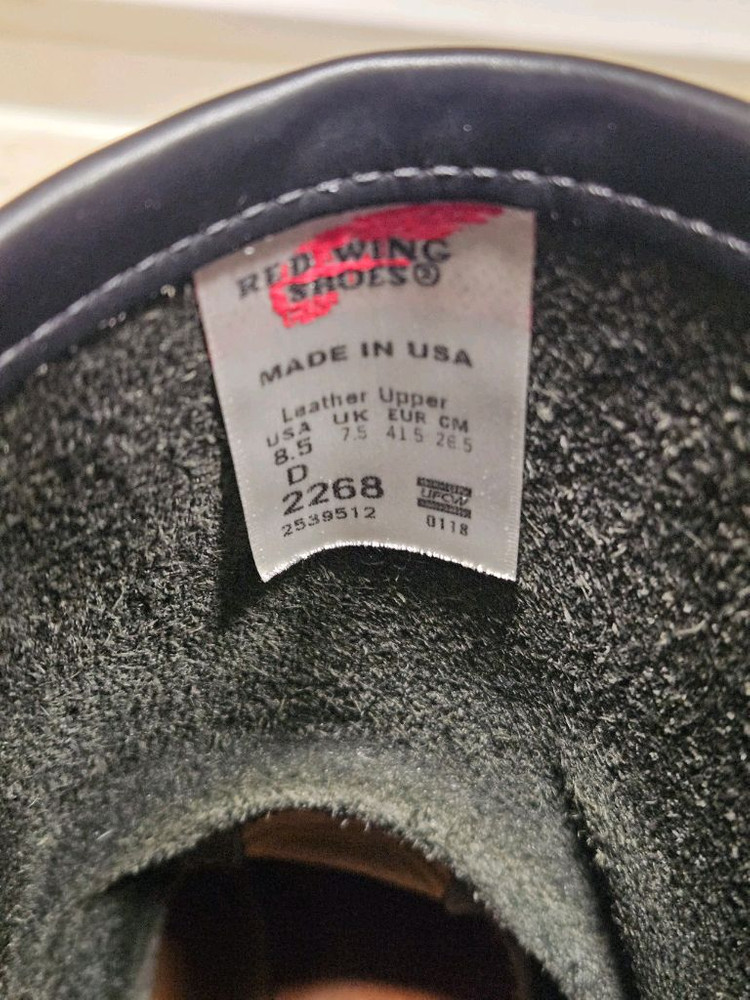 RED WING
SHOES®
MADE IN USA
Leather Upper
USA UK EUR CM
8.5 7.5 41.5 26.5
D
2268
UFCW
2539512 0118